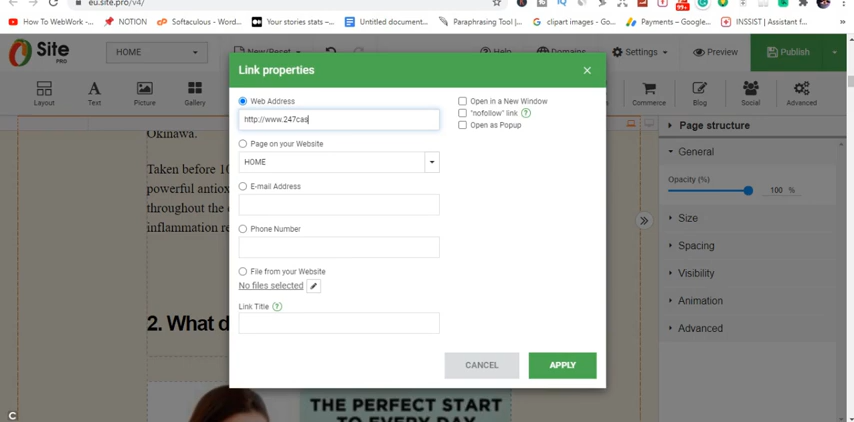 eu.site.pro/v4/
How To WebWork -... NOTION Softaculous - Word... Your stories stats –... Untitled document... Paraphrasing Tool |... clipart images - Go... Payments – Google... INSSIST | Assistant f... »
Site PRO HOME New/Reset Help Domains Settings Preview Publish
Layout Text Picture Gallery Commerce Blog Social Advanced
Link properties ×
Web Address
http://www.247cas
Page on your Website
HOME
E-mail Address
Phone Number
File from your Website
No files selected
Link Title ?
Open in a New Window
"nofollow" link ?
Open as Popup
CANCEL APPLY
Okinawa.
Taken before 10
powerful antiox
throughout the
inflammation re
2. What d
THE PERFECT START
TO EVERY DAY
Page structure
General
Opacity (%)
100 %
Size
Spacing
Visibility
Animation
Advanced